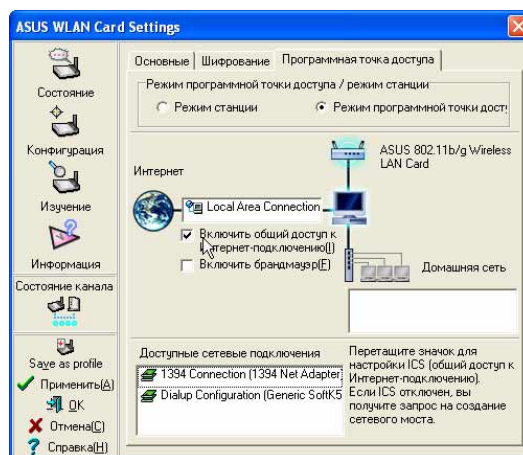 ASUS WLAN Card Settings
Состояние
Конфигурация
Изучение
Информация
Состояние канала
Save as profile
Применить(A)
OK
Отмена(C)
Справка(H)
Основные
Шифрование
Программная точка доступа
Режим программной точки доступа / режим станции
Режим станции
Режим программной точки дост
Интернет
ASUS 802.11b/g Wireless
LAN Card
Local Area Connection
Включить общий доступ к
Интернет-подключению(I)
Включить брандмауэр(F)
Домашняя сеть
Доступные сетевые подключения
1394 Connection (1394 Net Adapter)
Dialup Configuration (Generic SoftK5
Перетащите значок для
настройки ICS (общий доступ к
Интернет-подключению).
Если ICS отключен, вы
получите запрос на создание
сетевого моста.